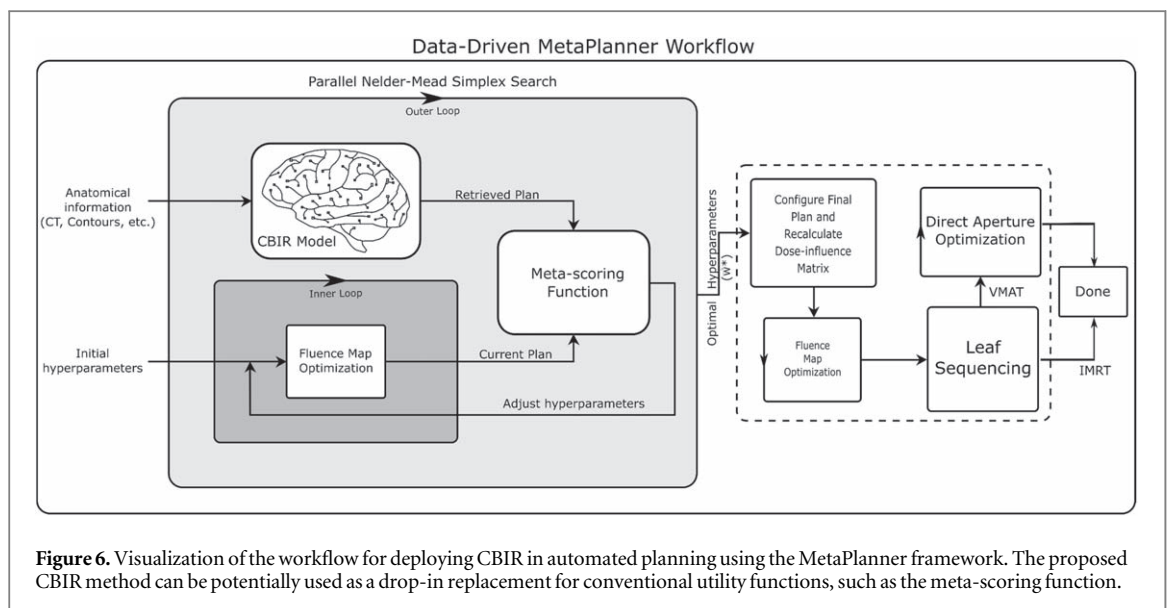 Data-Driven MetaPlanner Workflow
Parallel Nelder-Mead Simplex Search
Outer Loop
Anatomical
information
(CT, Contours, etc.)
CBIR Model
Retrieved Plan
Meta-scoring
Function
Inner Loop
Initial
hyperparameters
Fluence Map
Optimization
Current Plan
Adjust hyperparameters
Optimal Hyperparameters
(w*)
Configure Final
Plan and
Recalculate
Dose-influence
Matrix
Fluence
Map
Optimization
Direct Aperture
Optimization
VMAT
Leaf
Sequencing
IMRT
Done
Figure 6. Visualization of the workflow for deploying CBIR in automated planning using the MetaPlanner framework. The proposed
CBIR method can be potentially used as a drop-in replacement for conventional utility functions, such as the meta-scoring function.